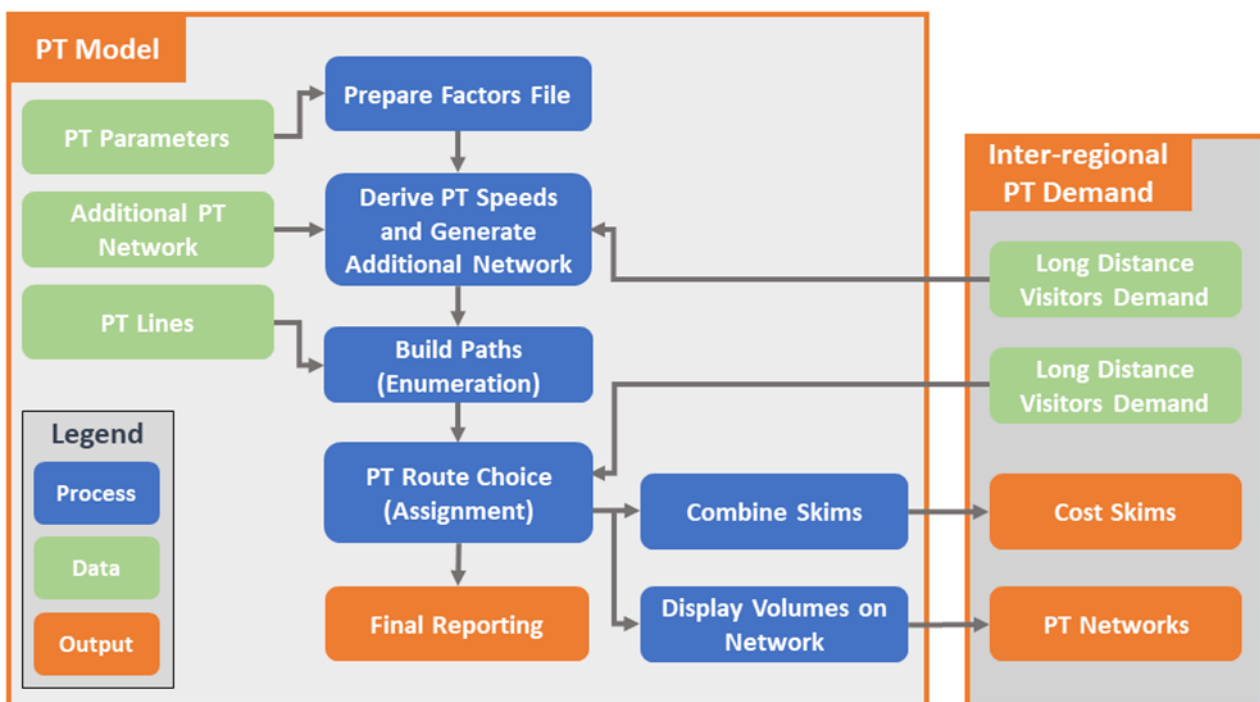 PT Model
Prepare Factors File
PT Parameters
Derive PT Speeds
and Generate
Additional Network
Additional PT
Network
PT Lines
Build Paths
(Enumeration)
Legend
Process
Data
Output
PT Route Choice
(Assignment)
Combine Skims
Final Reporting
Display Volumes on
Network
Inter-regional
PT Demand
Long Distance
Visitors Demand
Long Distance
Visitors Demand
Cost Skims
PT Networks